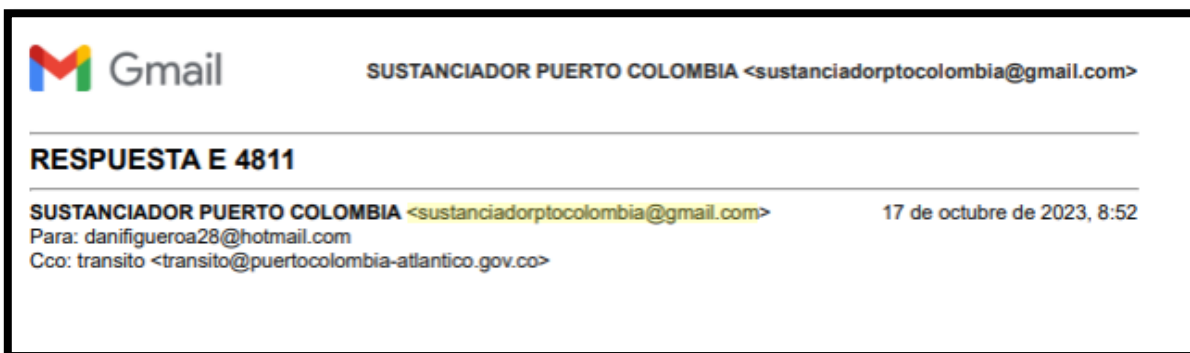 Gmail
SUSTANCIADOR PUERTO COLOMBIA <sustanciadorptocolombia@gmail.com>
RESPUESTA E 4811
SUSTANCIADOR PUERTO COLOMBIA <sustanciadorptocolombia@gmail.com> 17 de octubre de 2023, 8:52
Para: danifigueroa28@hotmail.com
Cco: transito <transito@puertocolombia-atlantico.gov.co>